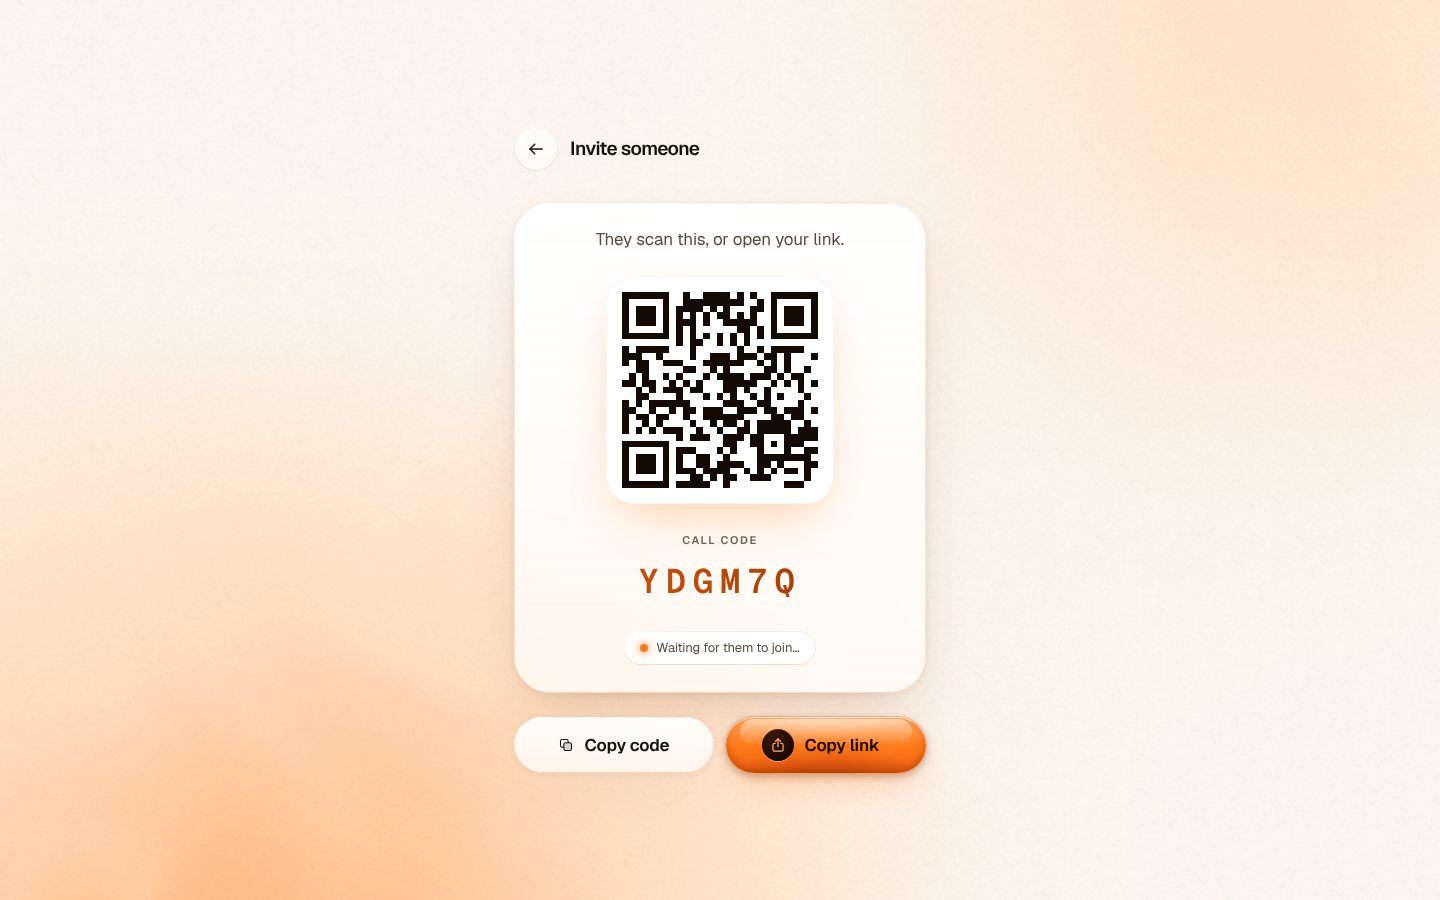 Invite someone
They scan this, or open your link.
CALL CODE
YDGM7Q
Waiting for them to join...
Copy code
Copy link